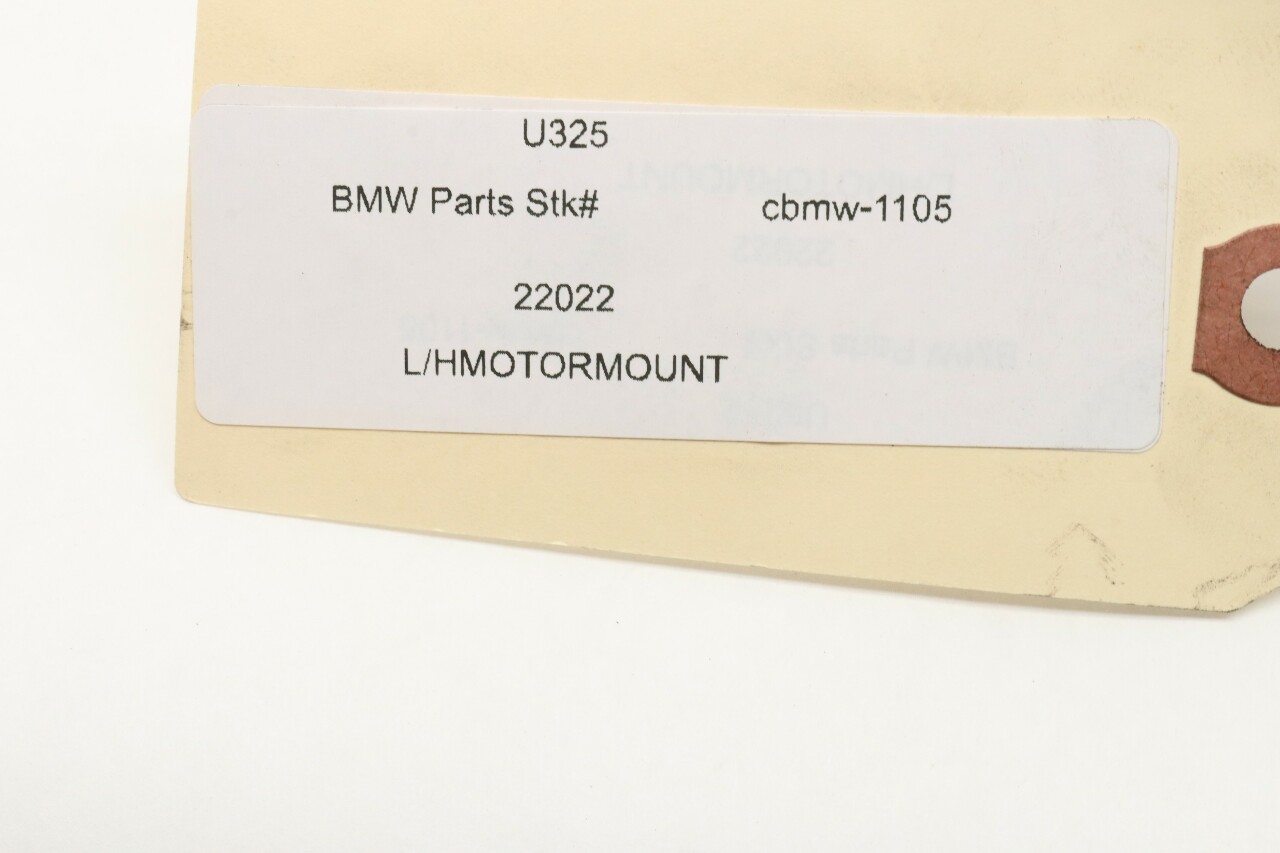 U325
BMW Parts Stk# cbmw-1105
22022
L/HMOTORMOUNT